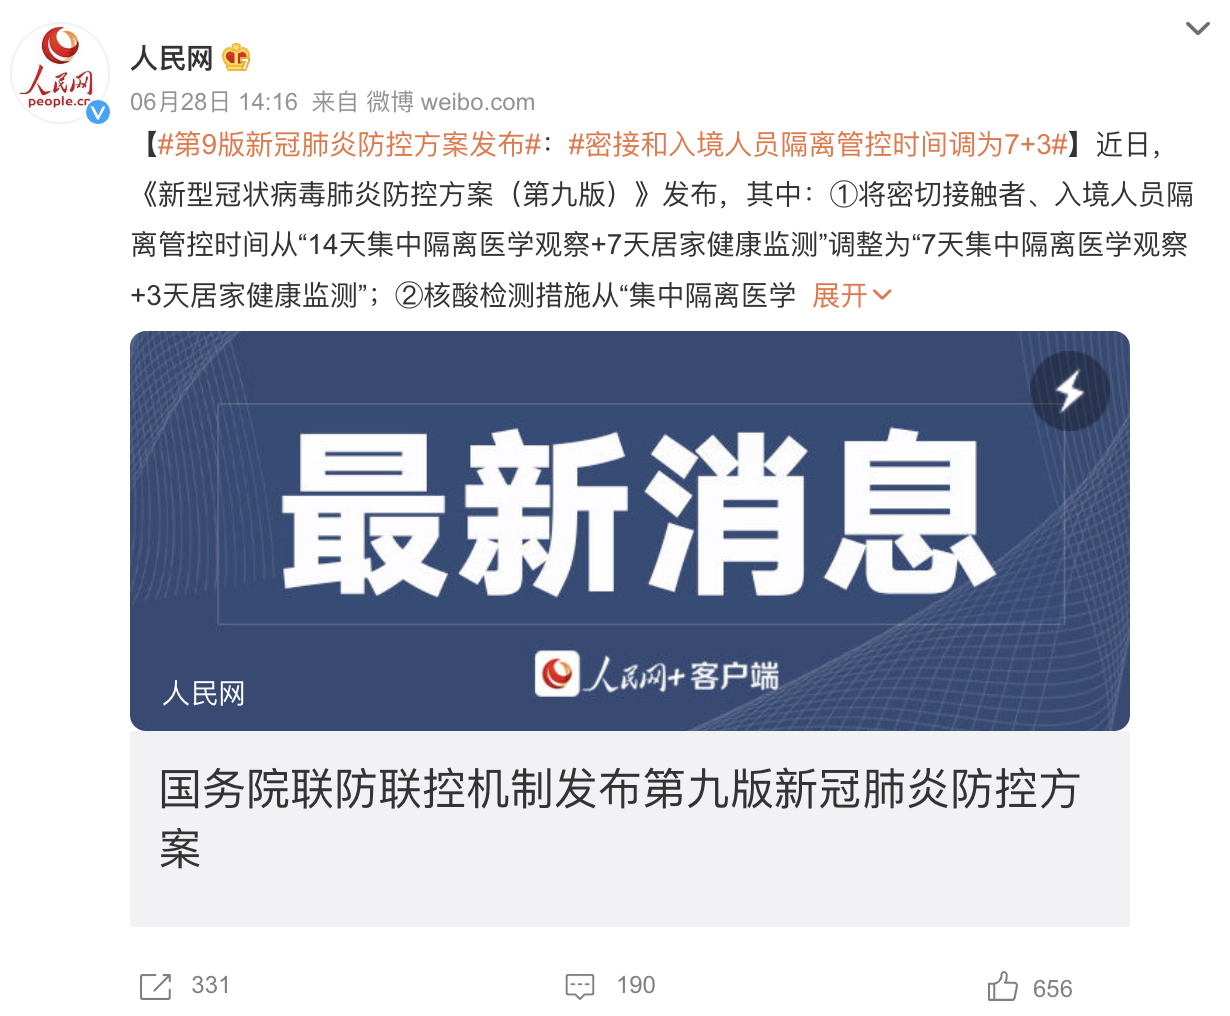 人民网
people.cn
人民网
06月28日 14:16 来自 微博 weibo.com
【#第9版新冠肺炎防控方案发布#：#密接和入境人员隔离管控时间调为7+3#】近日，
《新型冠状病毒肺炎防控方案（第九版）》发布，其中：①将密切接触者、入境人员隔
离管控时间从“14天集中隔离医学观察+7天居家健康监测”调整为“7天集中隔离医学观察
+3天居家健康监测”；②核酸检测措施从“集中隔离医学 展开
最新消息
人民网+客户端
人民网
国务院联防联控机制发布第九版新冠肺炎防控方
案
331
190
656